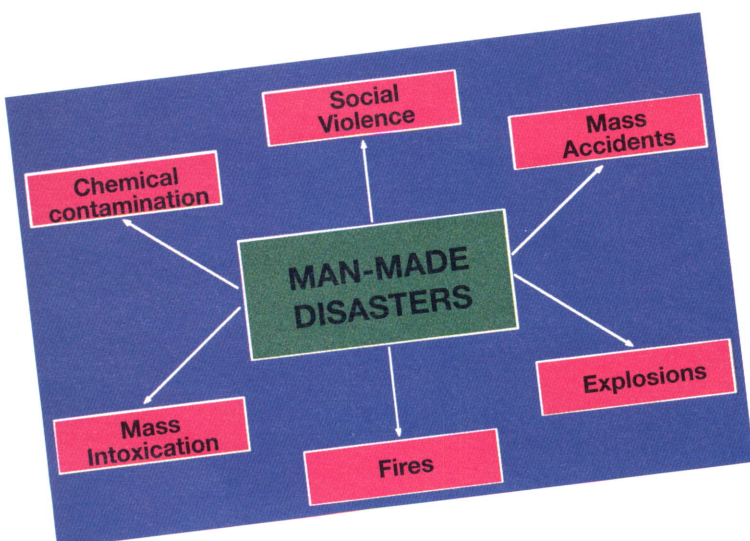 Social
Violence
Mass
Accidents
Chemical
contamination
MAN-MADE
DISASTERS
Explosions
Mass
Intoxication
Fires